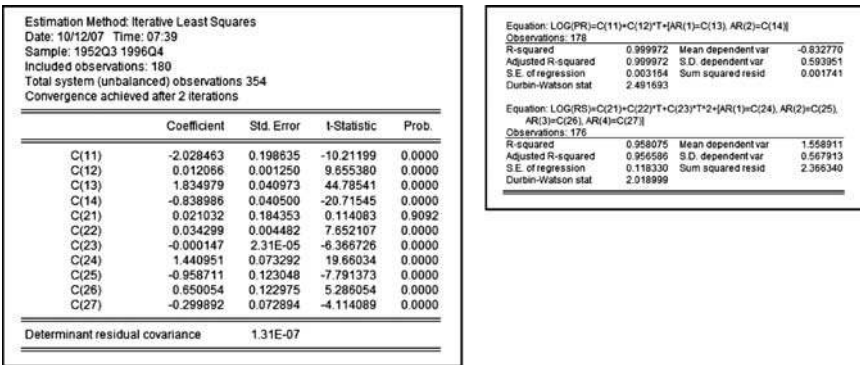 Estimation Method: Iterative Least Squares
Date: 10/12/07 Time: 07:39
Sample: 1952Q3 1996Q4
Included observations: 180
Total system (unbalanced) observations 354
Convergence achieved after 2 iterations
Coefficient Std. Error t-Statistic Prob.
C(11) -2.028463 0.198635 -10.21199 0.0000
C(12) 0.012066 0.001250 9.655380 0.0000
C(13) 1.834979 0.040973 44.78541 0.0000
C(14) -0.838986 0.040500 -20.71545 0.0000
C(21) 0.021032 0.184353 0.114083 0.9092
C(22) 0.034299 0.004482 7.652107 0.0000
C(23) -0.000147 2.31E-05 -6.366726 0.0000
C(24) 1.440951 0.073292 19.66034 0.0000
C(25) -0.958711 0.123048 -7.791373 0.0000
C(26) 0.650054 0.122975 5.286054 0.0000
C(27) -0.299892 0.072894 -4.114089 0.0000
Determinant residual covariance 1.31E-07
Equation: LOG(PR)=C(11)+C(12)*T+[AR(1)=C(13), AR(2)=C(14)]
Observations: 178
R-squared 0.999972 Mean dependent var -0.832770
Adjusted R-squared 0.999972 S.D. dependent var 0.593951
S.E. of regression 0.003164 Sum squared resid 0.001741
Durbin-Watson stat 2.491693
Equation: LOG(RS)=C(21)+C(22)*T+C(23)*T^2+[AR(1)=C(24), AR(2)=C(25),
AR(3)=C(26), AR(4)=C(27)]
Observations: 176
R-squared 0.958075 Mean dependent var 1.558911
Adjusted R-squared 0.956586 S.D. dependent var 0.567913
S.E. of regression 0.118330 Sum squared resid 2.366340
Durbin-Watson stat 2.018999